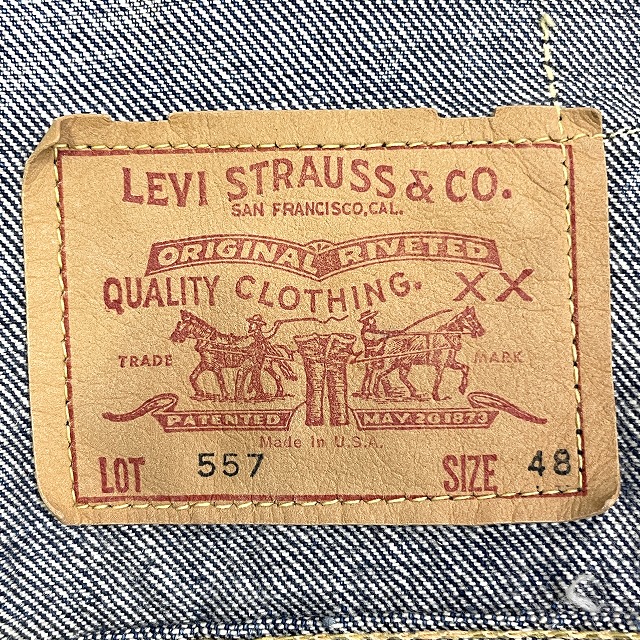 LEVI STRAUSS & CO.
SAN FRANCISCO, CAL.
ORIGINAL RIVETED
QUALITY CLOTHING. XX
TRADE MARK
PATENTED MAY 20 1873
Made in U.S.A.
LOT 557 SIZE 48